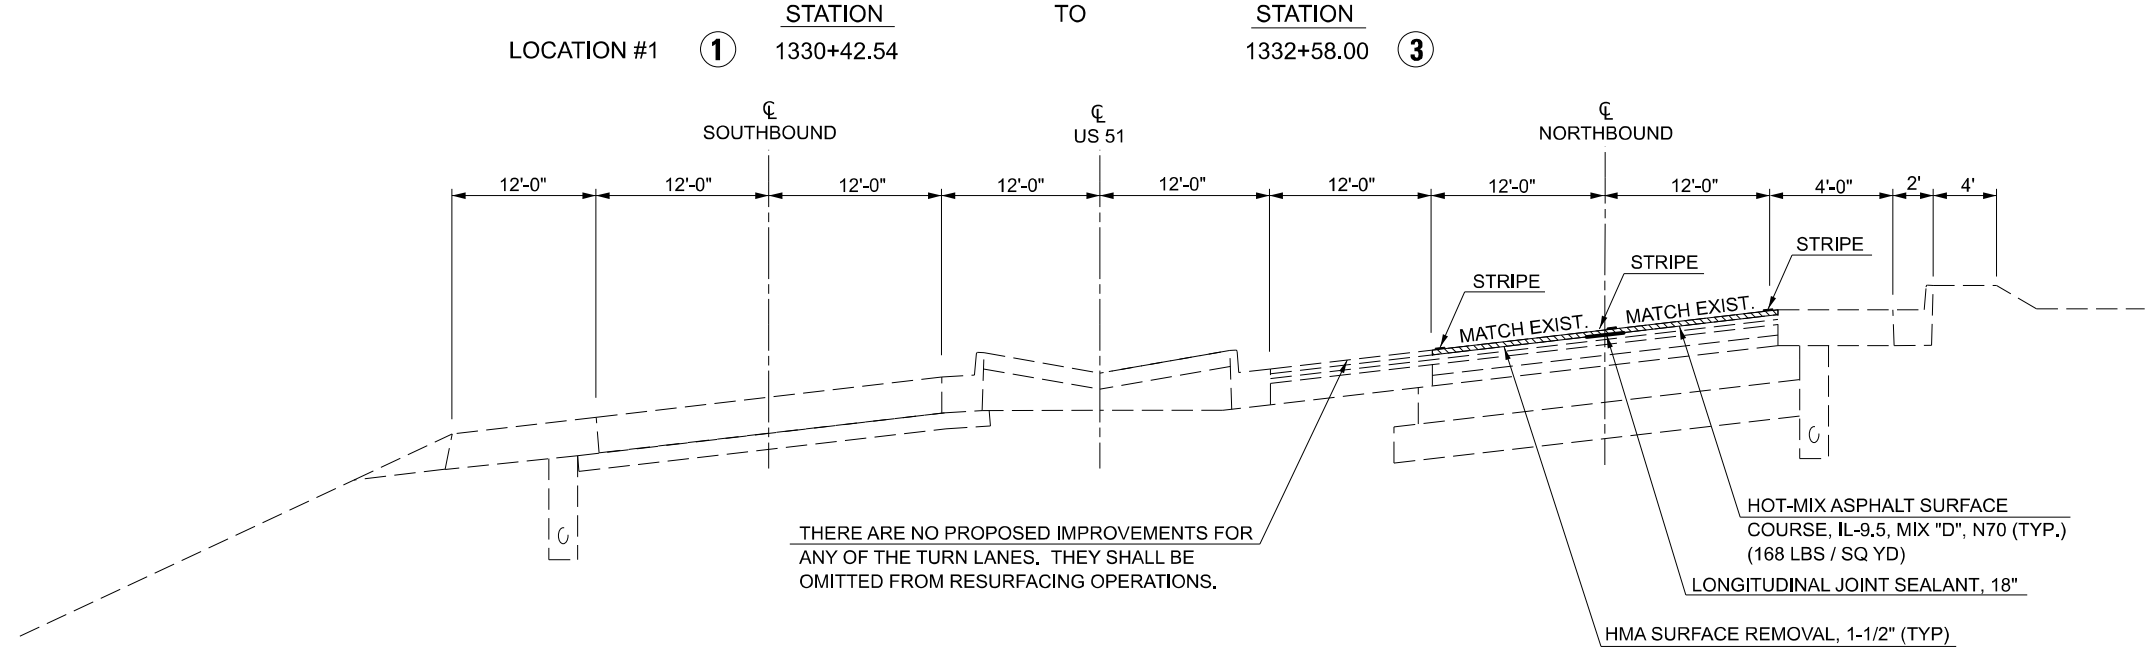 STATION TO STATION
LOCATION #1 1 1330+42.54 1332+58.00 3
℄ SOUTHBOUND
℄ US 51
℄ NORTHBOUND
12'-0" 12'-0" 12'-0" 12'-0" 12'-0" 12'-0" 12'-0" 12'-0" 4'-0" 2' 4'
STRIPE
STRIPE
STRIPE
MATCH EXIST.
MATCH EXIST.
THERE ARE NO PROPOSED IMPROVEMENTS FOR
ANY OF THE TURN LANES. THEY SHALL BE
OMITTED FROM RESURFACING OPERATIONS.
HOT-MIX ASPHALT SURFACE
COURSE, IL-9.5, MIX "D", N70 (TYP.)
(168 LBS / SQ YD)
LONGITUDINAL JOINT SEALANT, 18"
HMA SURFACE REMOVAL, 1-1/2" (TYP)